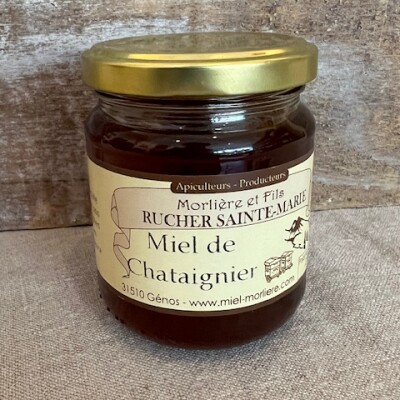 Apiculteurs - Producteurs
Morlière et Fils
RUCHER SAINTE-MARIE
Miel de
Chataignier
31510 Génos - www.miel-morliere.com